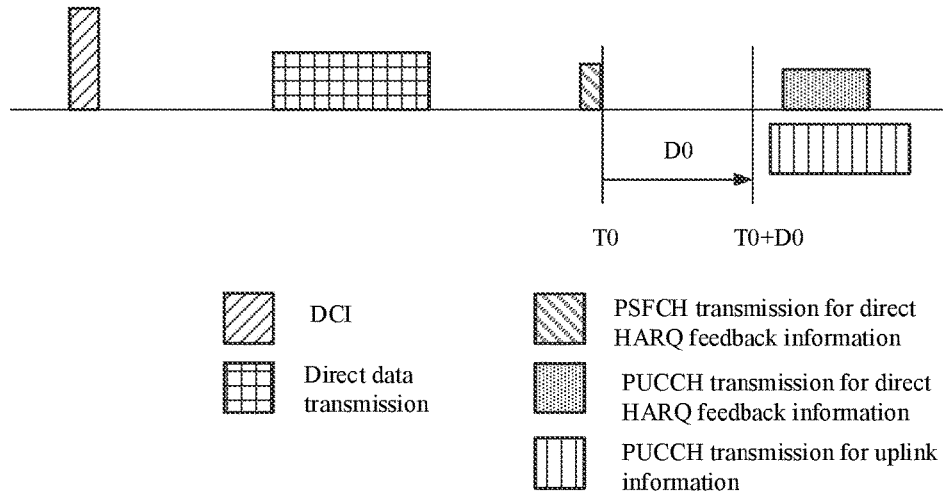 D0
T0
T0+D0
DCI
PSFCH transmission for direct
HARQ feedback information
Direct data
transmission
PUCCH transmission for direct
HARQ feedback information
PUCCH transmission for uplink
information